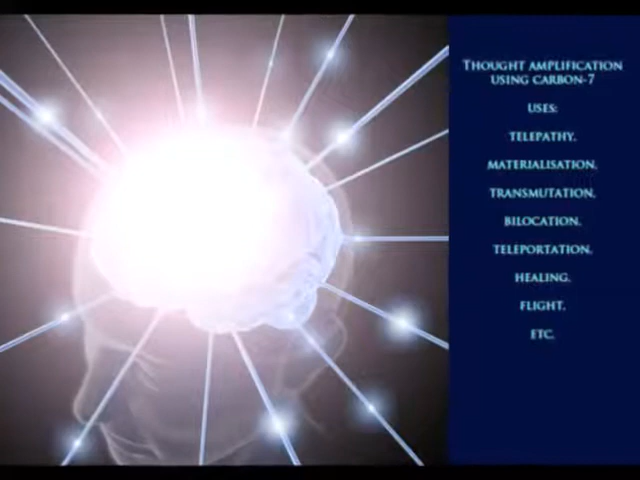 THOUGHT AMPLIFICATION
USING CARBON-7
USES:
TELEPATHY,
MATERIALISATION,
TRANSMUTATION,
BILOCATION,
TELEPORTATION,
HEALING,
FLIGHT,
ETC.